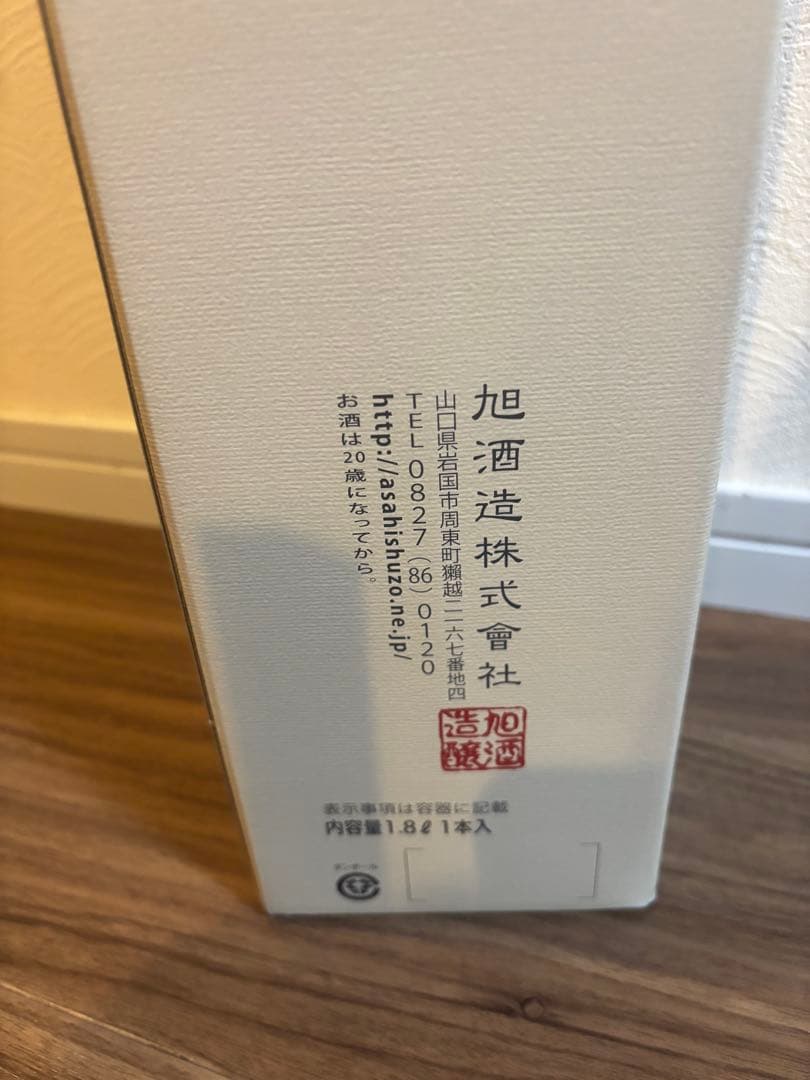 旭酒造株式會社
山口県岩国市周東町獺越二一六七番地四
TEL 0827(86)0120
http://asahishuzo.ne.jp/
お酒は20歳になってから。
旭酒
造醸
表示事項は容器に記載
内容量1.8ℓ 1本入
ダンボール